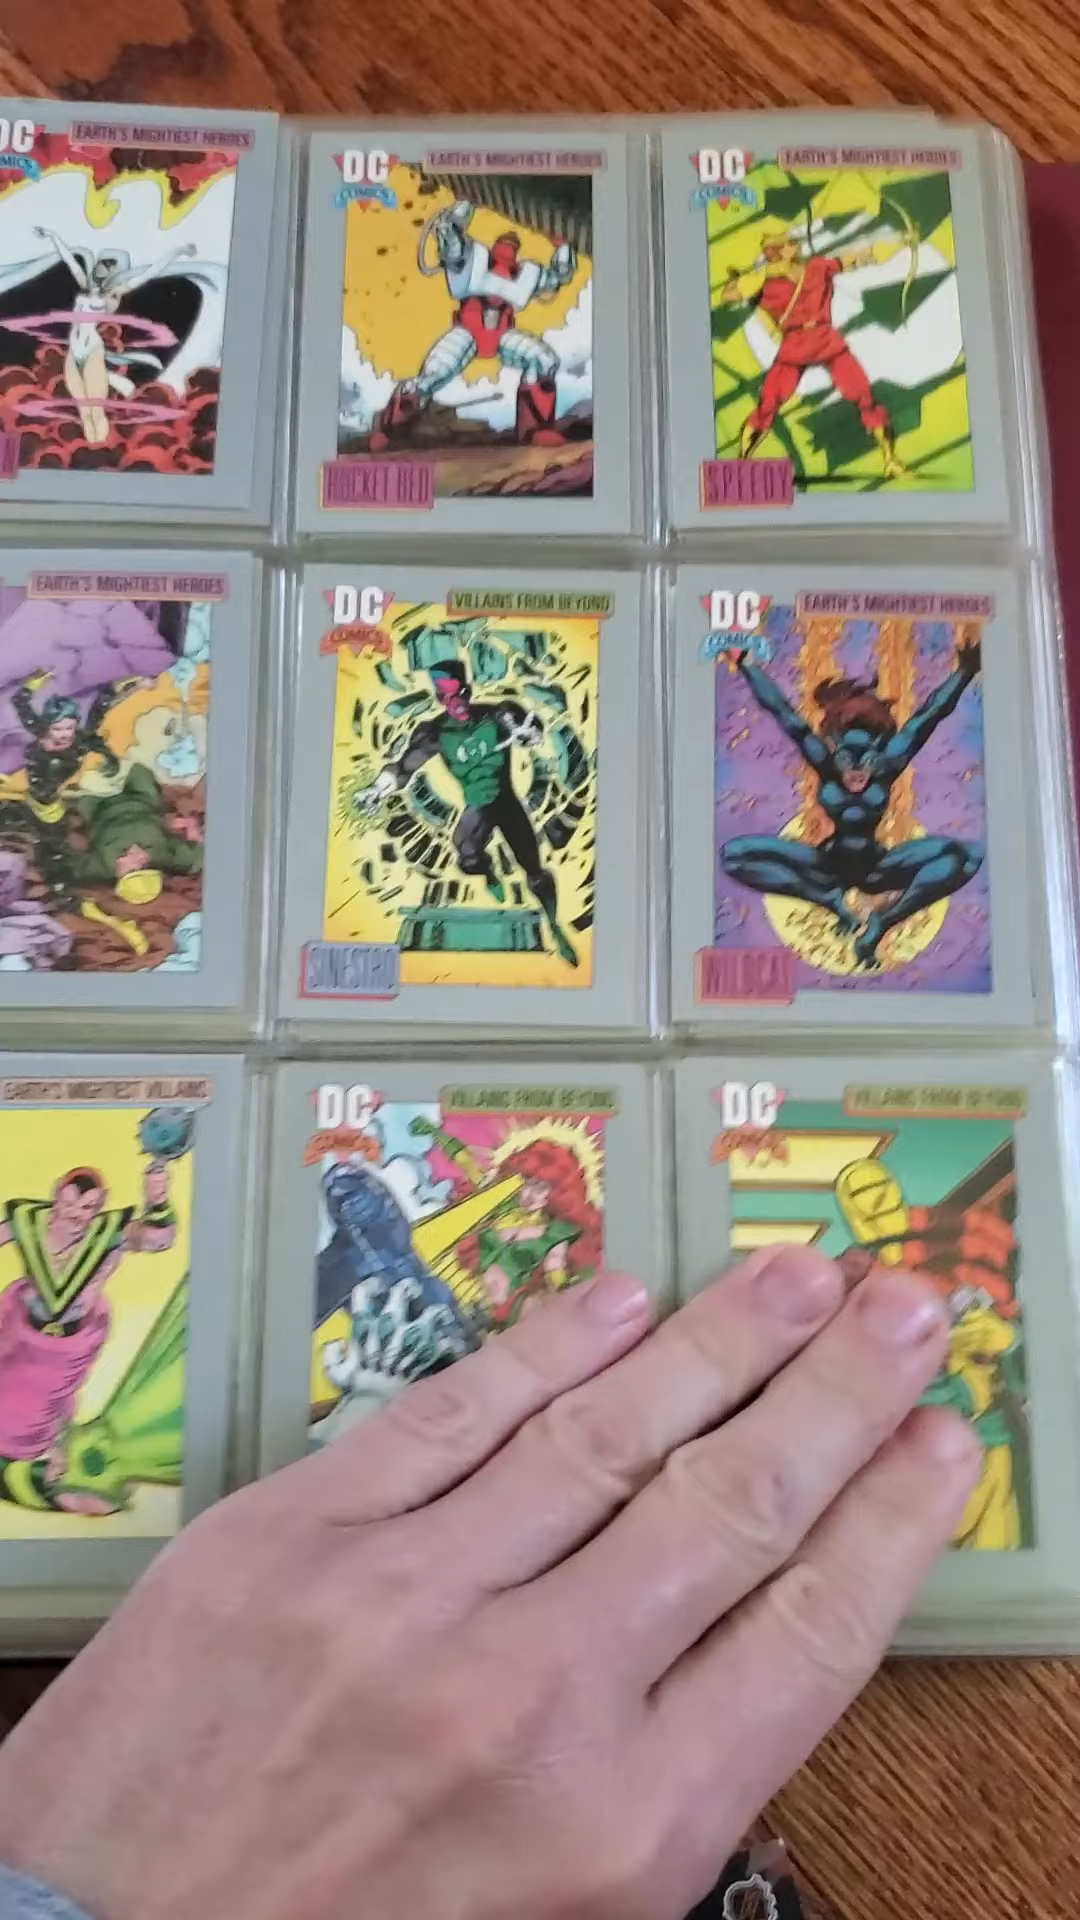 DC
COMICS
EARTH'S MIGHTIEST HEROES
DC
COMICS
EARTH'S MIGHTIEST HEROES
ROCKET RED
DC
COMICS
EARTH'S MIGHTIEST HEROES
SPEEDY
EARTH'S MIGHTIEST HEROES
DC
COMICS
VILLAINS FROM BEYOND
SINESTRO
DC
COMICS
EARTH'S MIGHTIEST HEROES
WILDCAT
EARTH'S MIGHTIEST VILLAINS
DC
COMICS
VILLAINS FROM BEYOND
DC
COMICS
VILLAINS FROM BEYOND